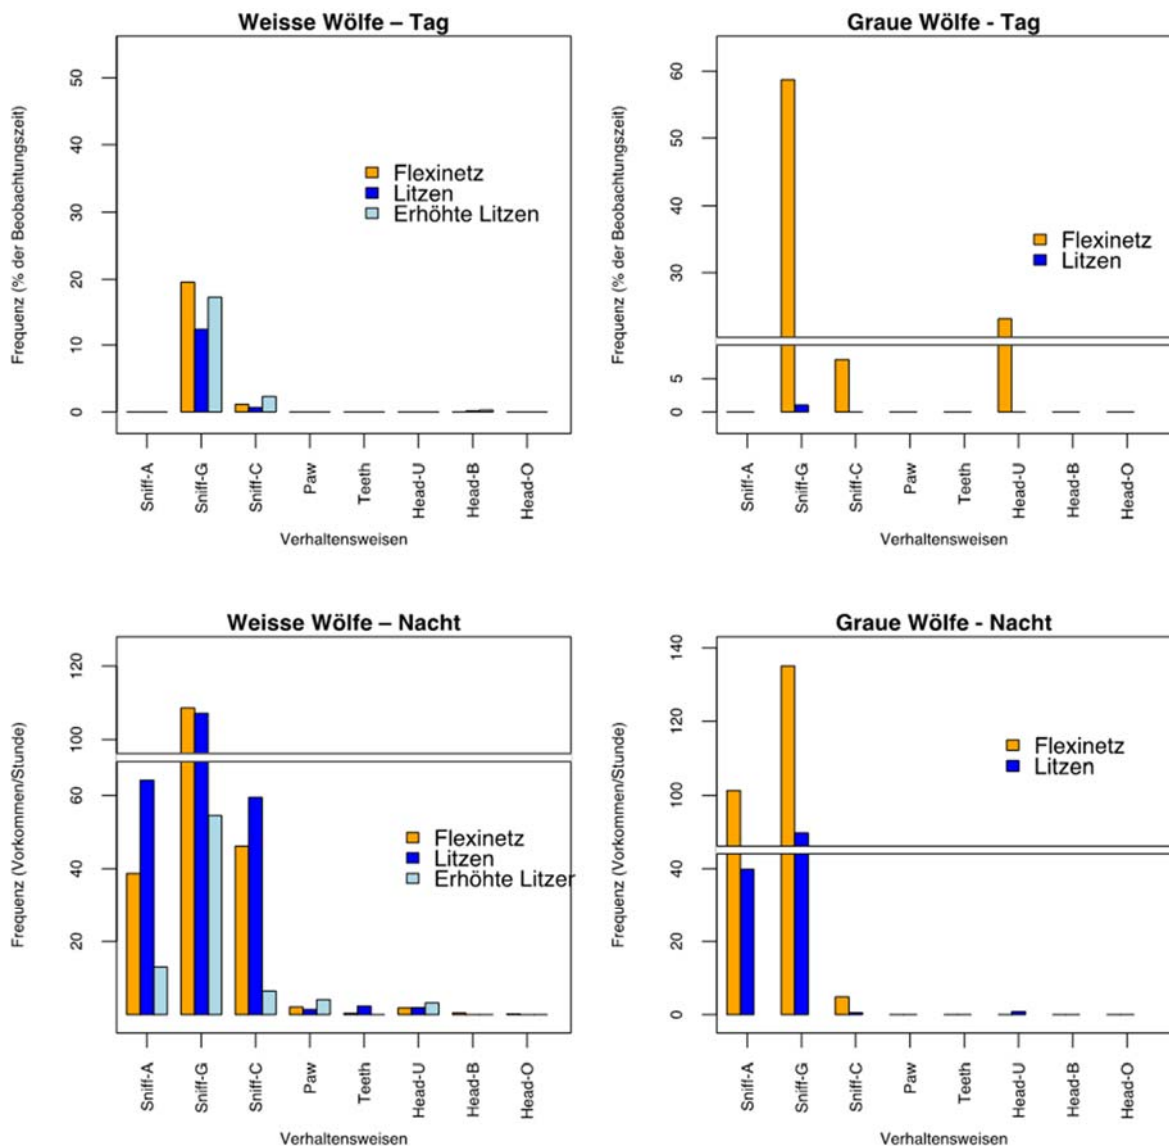 Weisse Wölfe – Tag
Frequenz (% der Beobachtungszeit)
50
40
30
20
10
0
Flexinetz
Litzen
Erhöhte Litzen
Sniff-A
Sniff-G
Sniff-C
Paw
Teeth
Head-U
Head-B
Head-O
Verhaltensweisen
Graue Wölfe - Tag
Frequenz (% der Beobachtungszeit)
60
50
40
30
5
0
Flexinetz
Litzen
Sniff-A
Sniff-G
Sniff-C
Paw
Teeth
Head-U
Head-B
Head-O
Verhaltensweisen
Weisse Wölfe – Nacht
Frequenz (Vorkommen/Stunde)
120
100
60
40
20
Flexinetz
Litzen
Erhöhte Litzer
Sniff-A
Sniff-G
Sniff-C
Paw
Teeth
Head-U
Head-B
Head-O
Verhaltensweisen
Graue Wölfe - Nacht
Frequenz (Vorkommen/Stunde)
140
120
100
40
20
0
Flexinetz
Litzen
Sniff-A
Sniff-G
Sniff-C
Paw
Teeth
Head-U
Head-B
Head-O
Verhaltensweisen